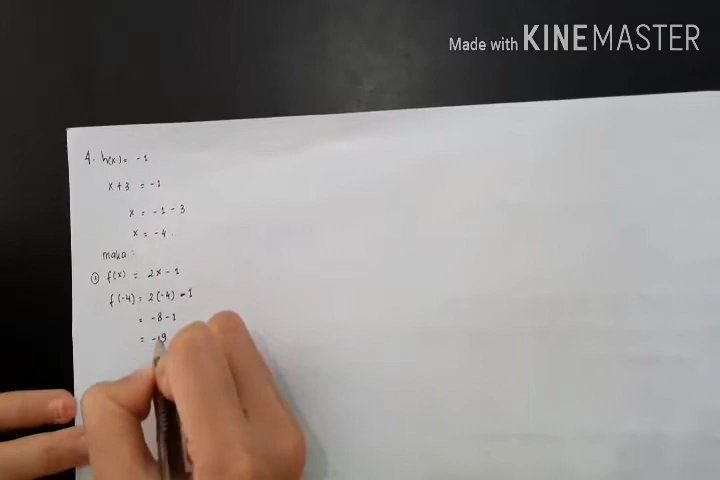 Made with KINEMASTER
4. h(x) = -1
x + 3 = -1
x = -1 - 3
x = -4.
maka :
① f(x) = 2x - 1
f(-4) = 2(-4) - 1
= -8 - 1
= -9